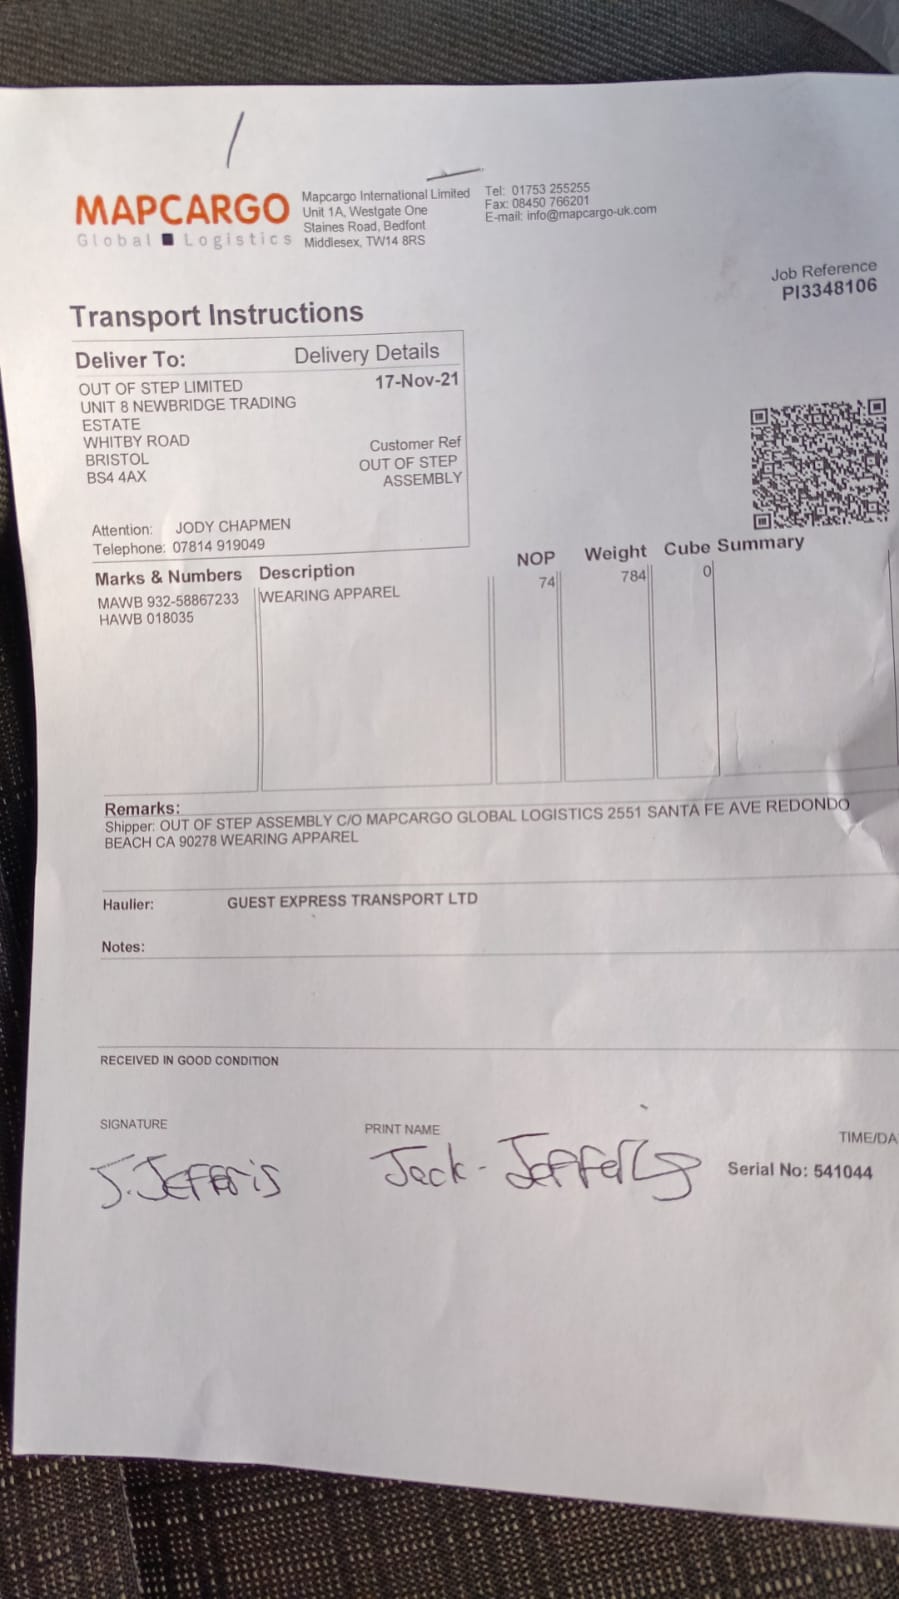 MAPCARGO
Global Logistics
Mapcargo International Limited
Unit 1A, Westgate One
Staines Road, Bedfont
Middlesex, TW14 8RS
Tel: 01753 255255
Fax: 08450 766201
E-mail: info@mapcargo-uk.com
Job Reference
PI3348106
Transport Instructions
Deliver To:
OUT OF STEP LIMITED
UNIT 8 NEWBRIDGE TRADING
ESTATE
WHITBY ROAD
BRISTOL
BS4 4AX
Delivery Details
17-Nov-21
Customer Ref
OUT OF STEP
ASSEMBLY
Attention: JODY CHAPMEN
Telephone: 07814 919049
Marks & Numbers Description NOP Weight Cube Summary
MAWB 932-58867233 WEARING APPAREL 74 784 0
HAWB 018035
Remarks:
Shipper: OUT OF STEP ASSEMBLY C/O MAPCARGO GLOBAL LOGISTICS 2551 SANTA FE AVE REDONDO
BEACH CA 90278 WEARING APPAREL
Haulier: GUEST EXPRESS TRANSPORT LTD
Notes:
RECEIVED IN GOOD CONDITION
SIGNATURE PRINT NAME TIME/DA
J.Jefferis Jack - Jefferis Serial No: 541044